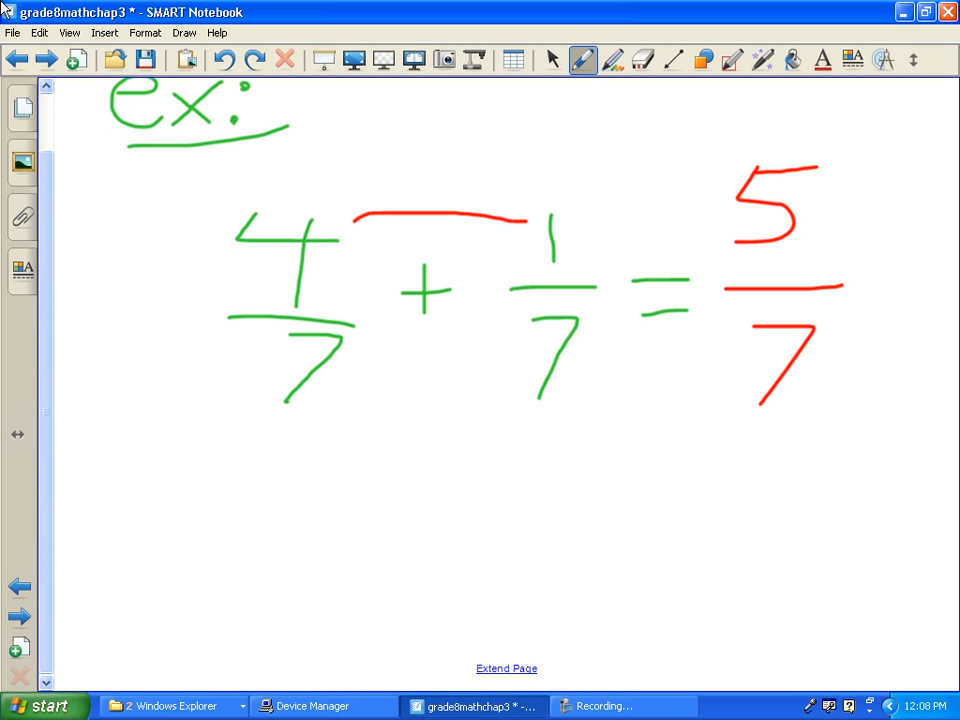 grade8mathchap3 * - SMART Notebook
File Edit View Insert Format Draw Help
ex:
4/7 + 1/7 = 5/7
Extend Page
start 2 Windows Explorer Device Manager grade8mathchap3 * -... Recording... 12:08 PM